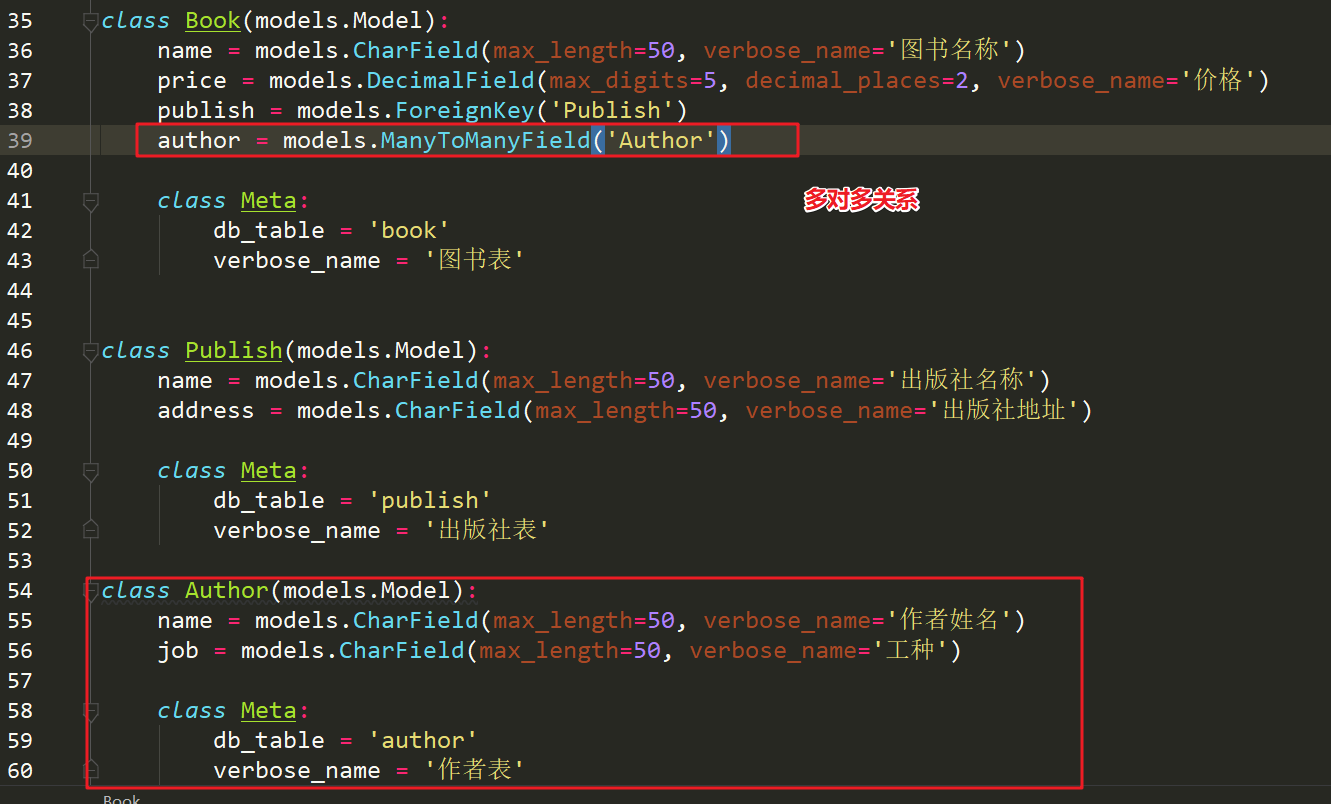 35 class Book(models.Model):
36 name = models.CharField(max_length=50, verbose_name='图书名称')
37 price = models.DecimalField(max_digits=5, decimal_places=2, verbose_name='价格')
38 publish = models.ForeignKey('Publish')
39 author = models.ManyToManyField('Author')
40
41 class Meta:
多对多关系
42 db_table = 'book'
43 verbose_name = '图书表'
44
45
46 class Publish(models.Model):
47 name = models.CharField(max_length=50, verbose_name='出版社名称')
48 address = models.CharField(max_length=50, verbose_name='出版社地址')
49
50 class Meta:
51 db_table = 'publish'
52 verbose_name = '出版社表'
53
54 class Author(models.Model):
55 name = models.CharField(max_length=50, verbose_name='作者姓名')
56 job = models.CharField(max_length=50, verbose_name='工种')
57
58 class Meta:
59 db_table = 'author'
60 verbose_name = '作者表'
Book